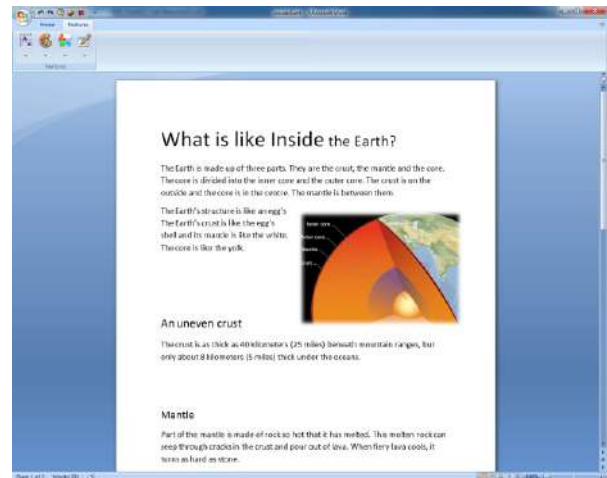 Home Features
What is like Inside the Earth?
The Earth is made up of three parts. They are the crust, the mantle and the core.
The core is divided into the inner core and the outer core. The crust is on the
outside and the core is in the centre. The mantle is between them.
The Earth's structure is like an egg's
The Earth's crust is like the egg's
shell and its mantle is like the white.
The core is like the yolk.
Inner core
Outer core
Mantle
Crust
An uneven crust
The crust is as thick as 40 kilometers (25 miles) beneath mountain ranges, but
only about 8 kilometers (5 miles) thick under the oceans.
Mantle
Part of the mantle is made of rock so hot that it has melted. This molten rock can
seep through cracks in the crust and pour out of lava. When fiery lava cools, it
turns as hard as stone.